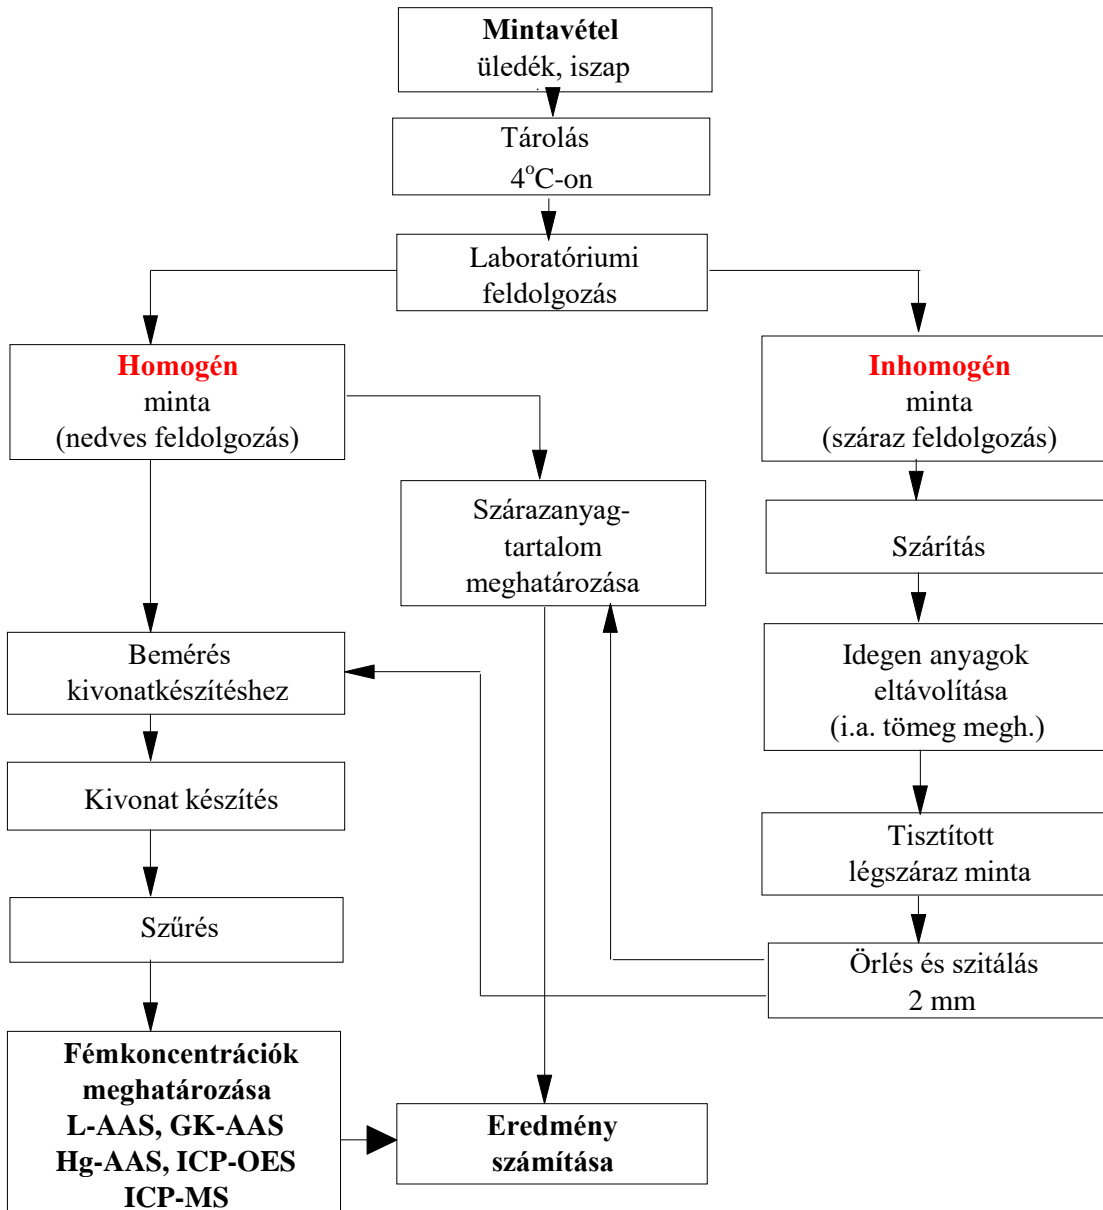 Mintavétel
üledék, iszap
Tárolás
4°C-on
Laboratóriumi
feldolgozás
Homogén
minta
(nedves feldolgozás)
Inhomogén
minta
(száraz feldolgozás)
Szárazanyag-
tartalom
meghatározása
Szárítás
Bemérés
kivonatkészítéshez
Idegen anyagok
eltávolítása
(i.a. tömeg megh.)
Kivonat készítés
Tisztított
légszáraz minta
Szűrés
Örlés és szitálás
2 mm
Fémkoncentrációk
meghatározása
L-AAS, GK-AAS
Hg-AAS, ICP-OES
ICP-MS
Eredmény
számítása